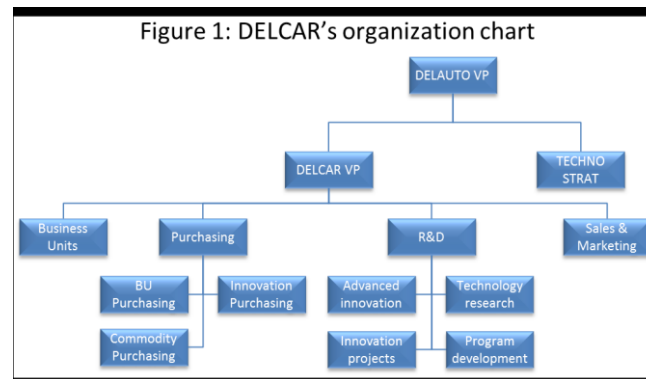 Figure 1: DELCAR's organization chart
DELAUTO VP
DELCAR VP
TECHNO
STRAT
Business
Units
Purchasing
R&D
Sales &
Marketing
BU
Purchasing
Innovation
Purchasing
Advanced
innovation
Technology
research
Commodity
Purchasing
Innovation
projects
Program
development